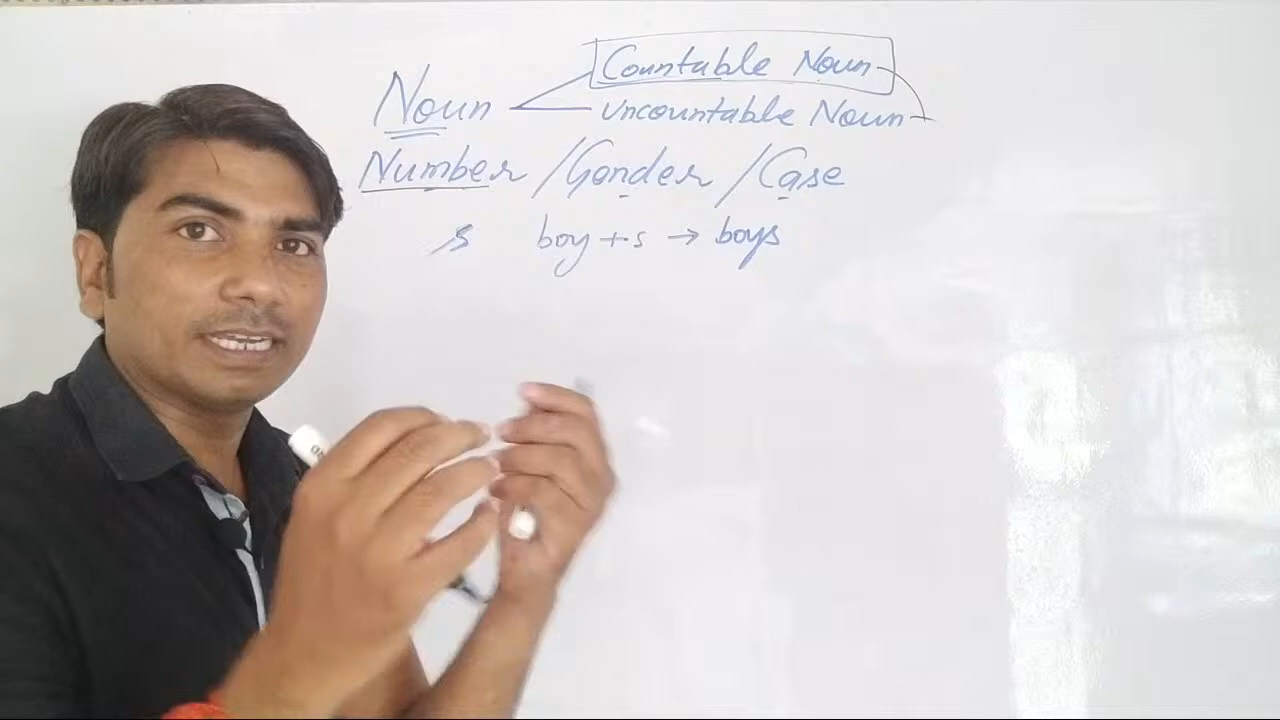 Countable Noun
Noun
Uncountable Noun
Number / Gender / Case
s boy + s → boys